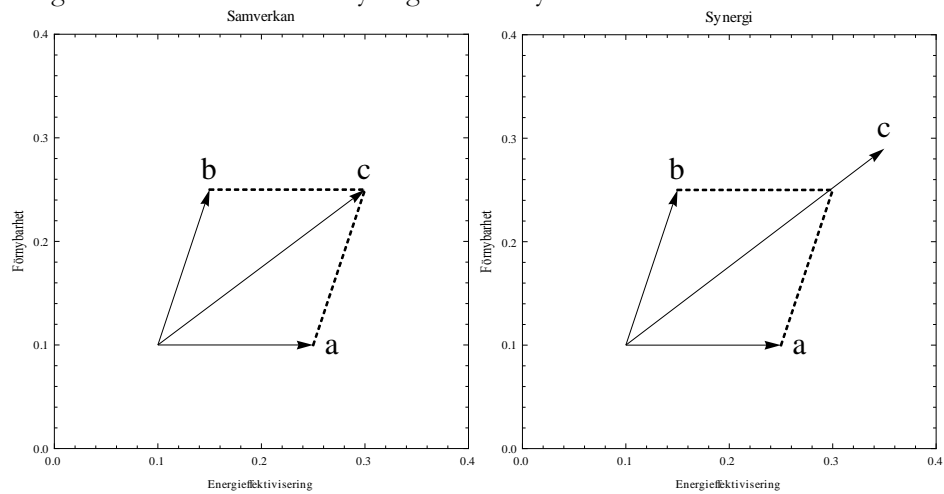 Samverkan
0.4
0.3
0.2
0.1
0.0
Förnybarhet
b
c
a
0.0 0.1 0.2 0.3 0.4
Energieffektivisering
Synergi
0.4
0.3
0.2
0.1
0.0
Förnybarhet
c
b
a
0.0 0.1 0.2 0.3 0.4
Energieffektivisering